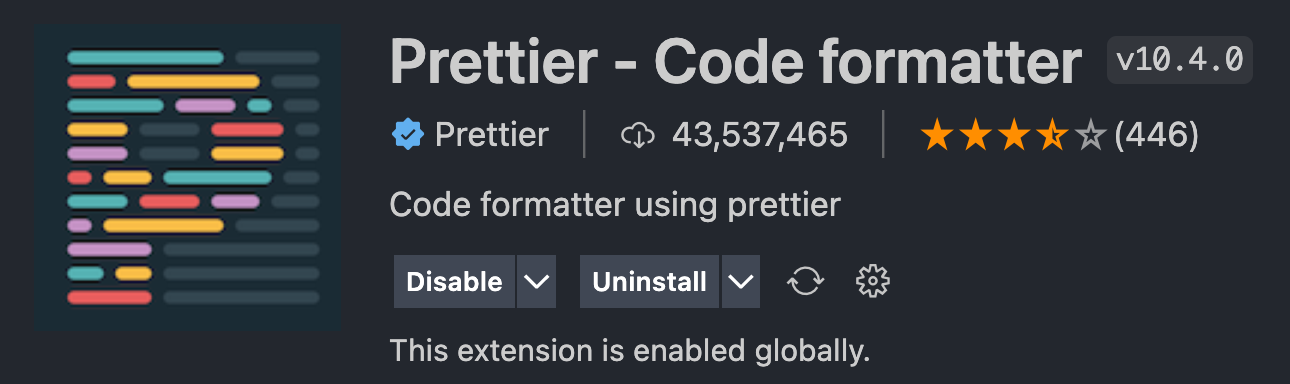 Prettier - Code formatter v10.4.0
Prettier 43,537,465 (446)
Code formatter using prettier
Disable Uninstall
This extension is enabled globally.